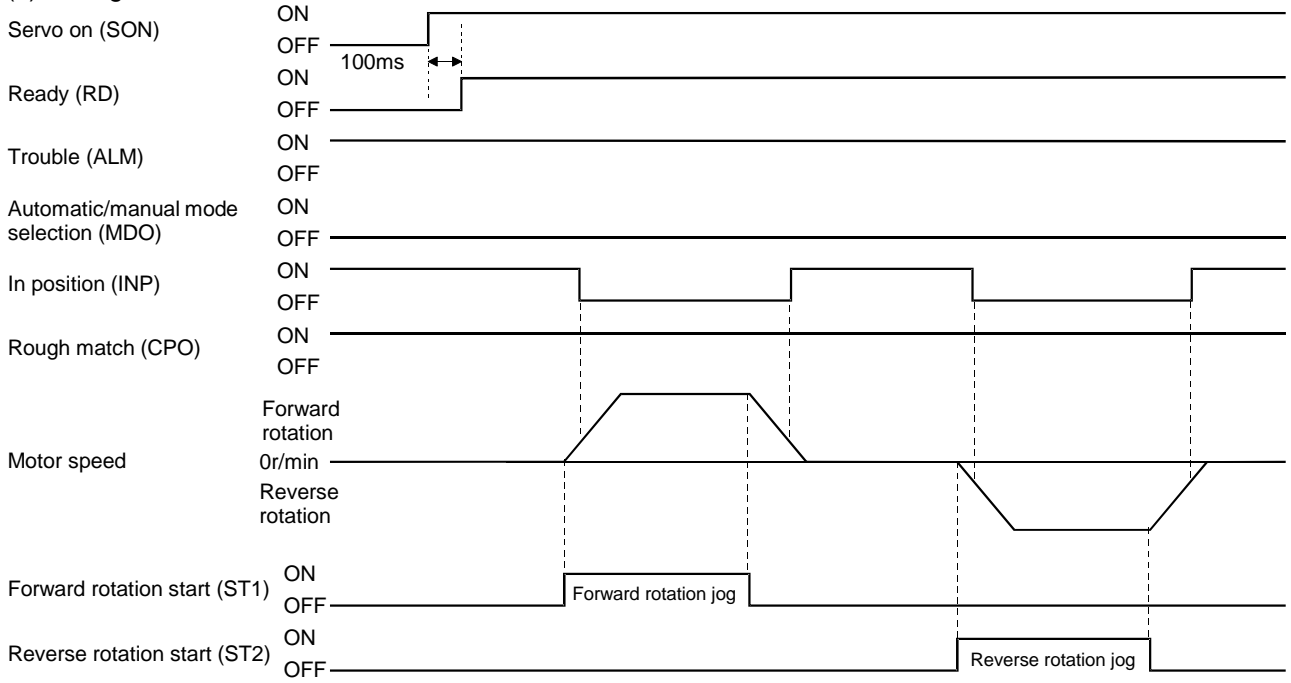 ON
Servo on (SON)
OFF
100ms
ON
Ready (RD)
OFF
ON
Trouble (ALM)
OFF
Automatic/manual mode
selection (MDO)
ON
OFF
ON
In position (INP)
OFF
ON
Rough match (CPO)
OFF
Forward
rotation
Motor speed
0r/min
Reverse
rotation
ON
Forward rotation start (ST1)
OFF
Forward rotation jog
ON
Reverse rotation start (ST2)
OFF
Reverse rotation jog